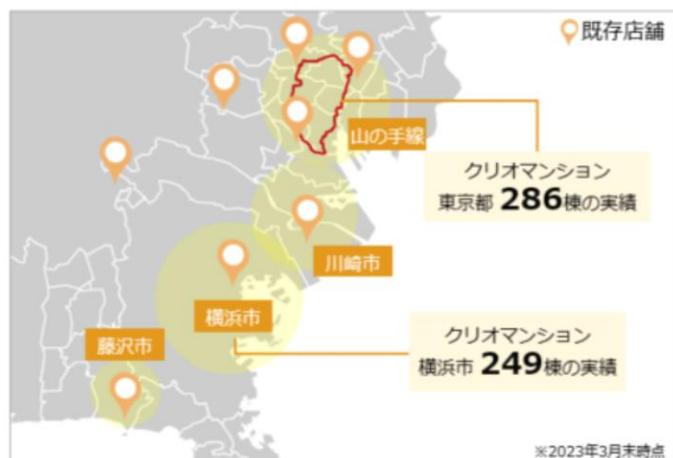 既存店舗
山の手線
クリオマンション
東京都 286棟の実績
川崎市
横浜市
クリオマンション
横浜市 249棟の実績
藤沢市
※2023年3月末時点